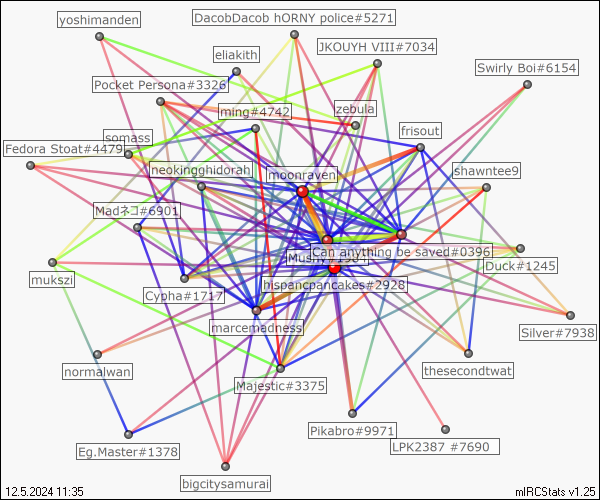 yoshimanden
DacobDacob hORNY police#5271
eliakith
JKOUYH VIII#7034
Swirly Boi#6154
Pocket Persona#3326
ming#4742
zebula
somass
frisout
Fedora Stoat#4479
neokingghidorah
moonraven
shawntee9
Madネコ#6901
Can anything be saved#0396
Duck#1245
mukszi
Cypha#1717
hispanicpancakes#2928
marcemadness
Silver#7938
normalwan
Majestic#3375
thesecondtwat
Pikabro#9971
LPK2387 #7690
Eg.Master#1378
bigcitysamurai
12.5.2024 11:35
mIRCStats v1.25